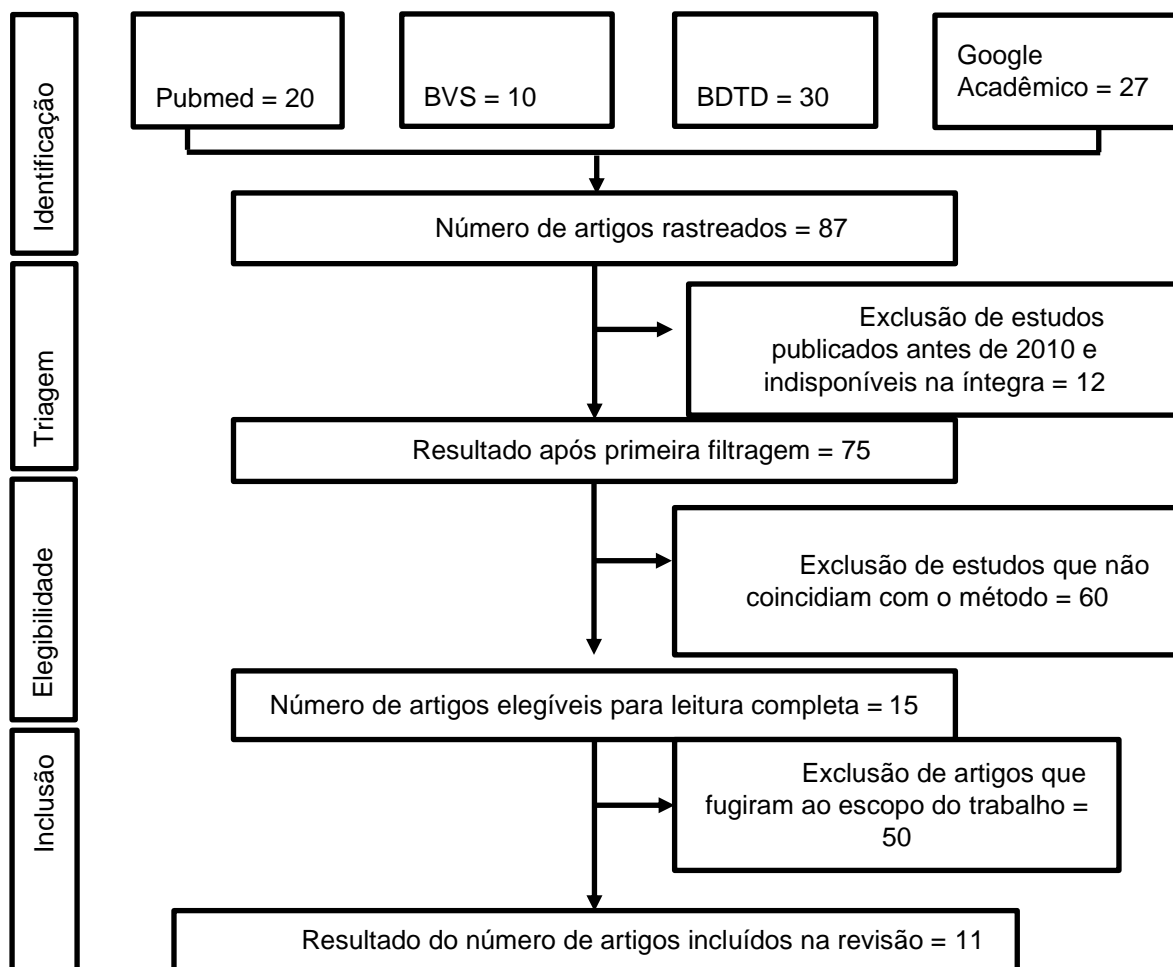 Identificação
Pubmed = 20
BVS = 10
BDTD = 30
Google
Acadêmico = 27
Número de artigos rastreados = 87
Triagem
Exclusão de estudos
publicados antes de 2010 e
indisponíveis na íntegra = 12
Resultado após primeira filtragem = 75
Elegibilidade
Exclusão de estudos que não
coincidiam com o método = 60
Número de artigos elegíveis para leitura completa = 15
Inclusão
Exclusão de artigos que
fugiram ao escopo do trabalho =
50
Resultado do número de artigos incluídos na revisão = 11